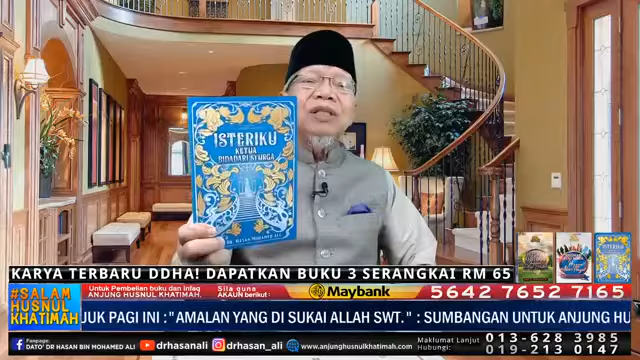 ISTERIKU
KETUA
BIDADARI SYURGA
KARYA TERBARU DDHA! DAPATKAN BUKU 3 SERANGKAI RM 65
#SALAM
HUSNUL
KHATIMAH
Untuk Pembelian buku dan infaq
ANJUNG HUSNUL KHATIMAH.
Sila guna
AKAUN berikut:
Maybank
5642 7652 7165
JUK PAGI INI :"AMALAN YANG DI SUKAI ALLAH SWT." : SUMBANGAN UNTUK ANJUNG HU
Fanpage:
DATO' DR HASAN BIN MOHAMED ALI
drhasanali
drhasan_ali
www.anjunghusnulkhatimah.com
Maklumat Lanjut
Hubungi:
013-628 3985
019-213 0147